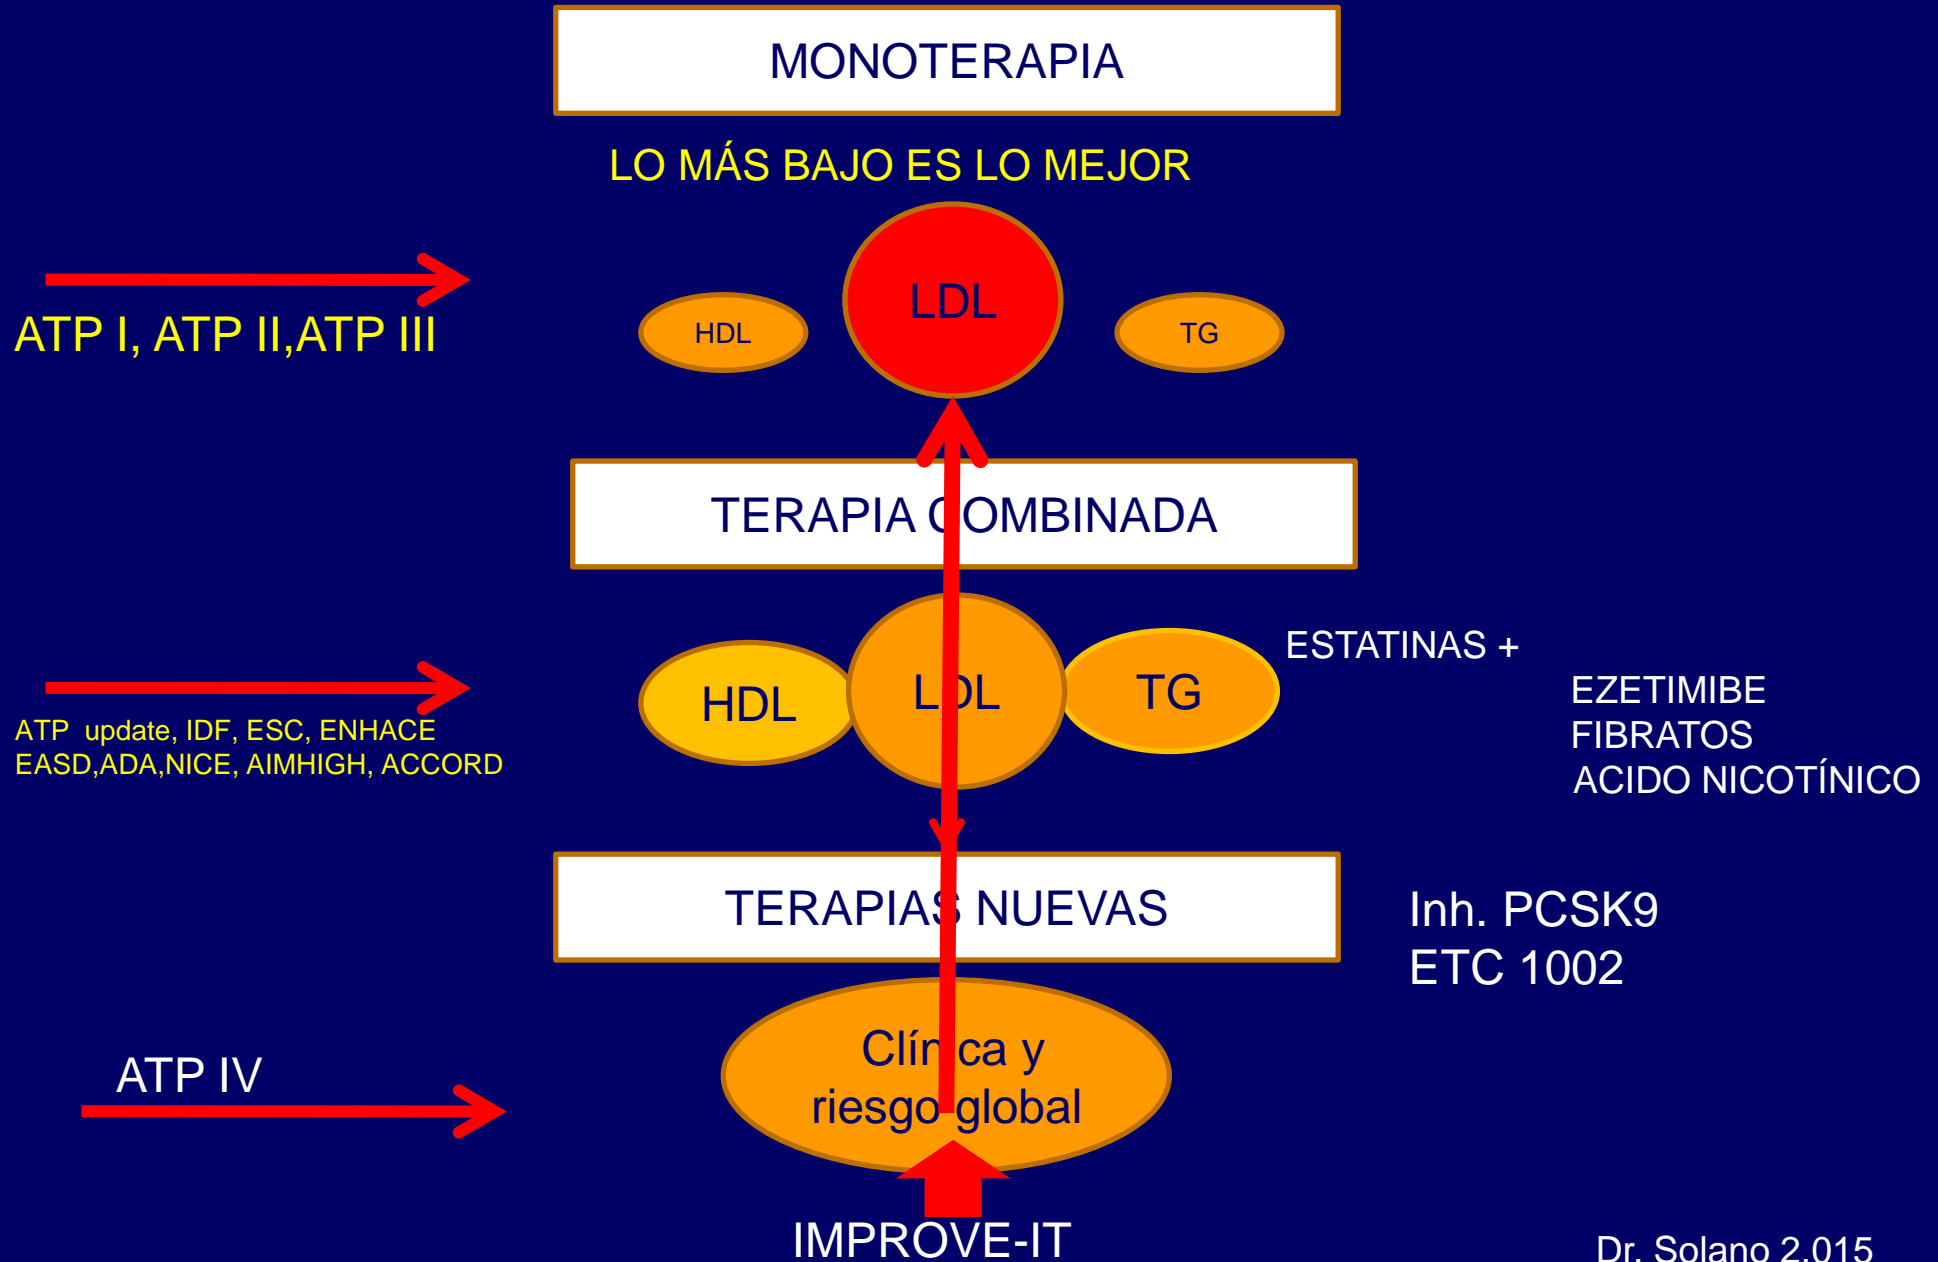 MONOTERAPIA
LO MÁS BAJO ES LO MEJOR
LDL
HDL
TG
ATP I, ATP II,ATP III
TERAPIA COMBINADA
HDL
LDL
TG
ESTATINAS +
EZETIMIBE
FIBRATOS
ACIDO NICOTÍNICO
ATP update, IDF, ESC, ENHACE
EASD,ADA,NICE, AIMHIGH, ACCORD
TERAPIAS NUEVAS
Inh. PCSK9
ETC 1002
Clínica y
riesgo global
ATP IV
IMPROVE-IT
Dr. Solano 2.015